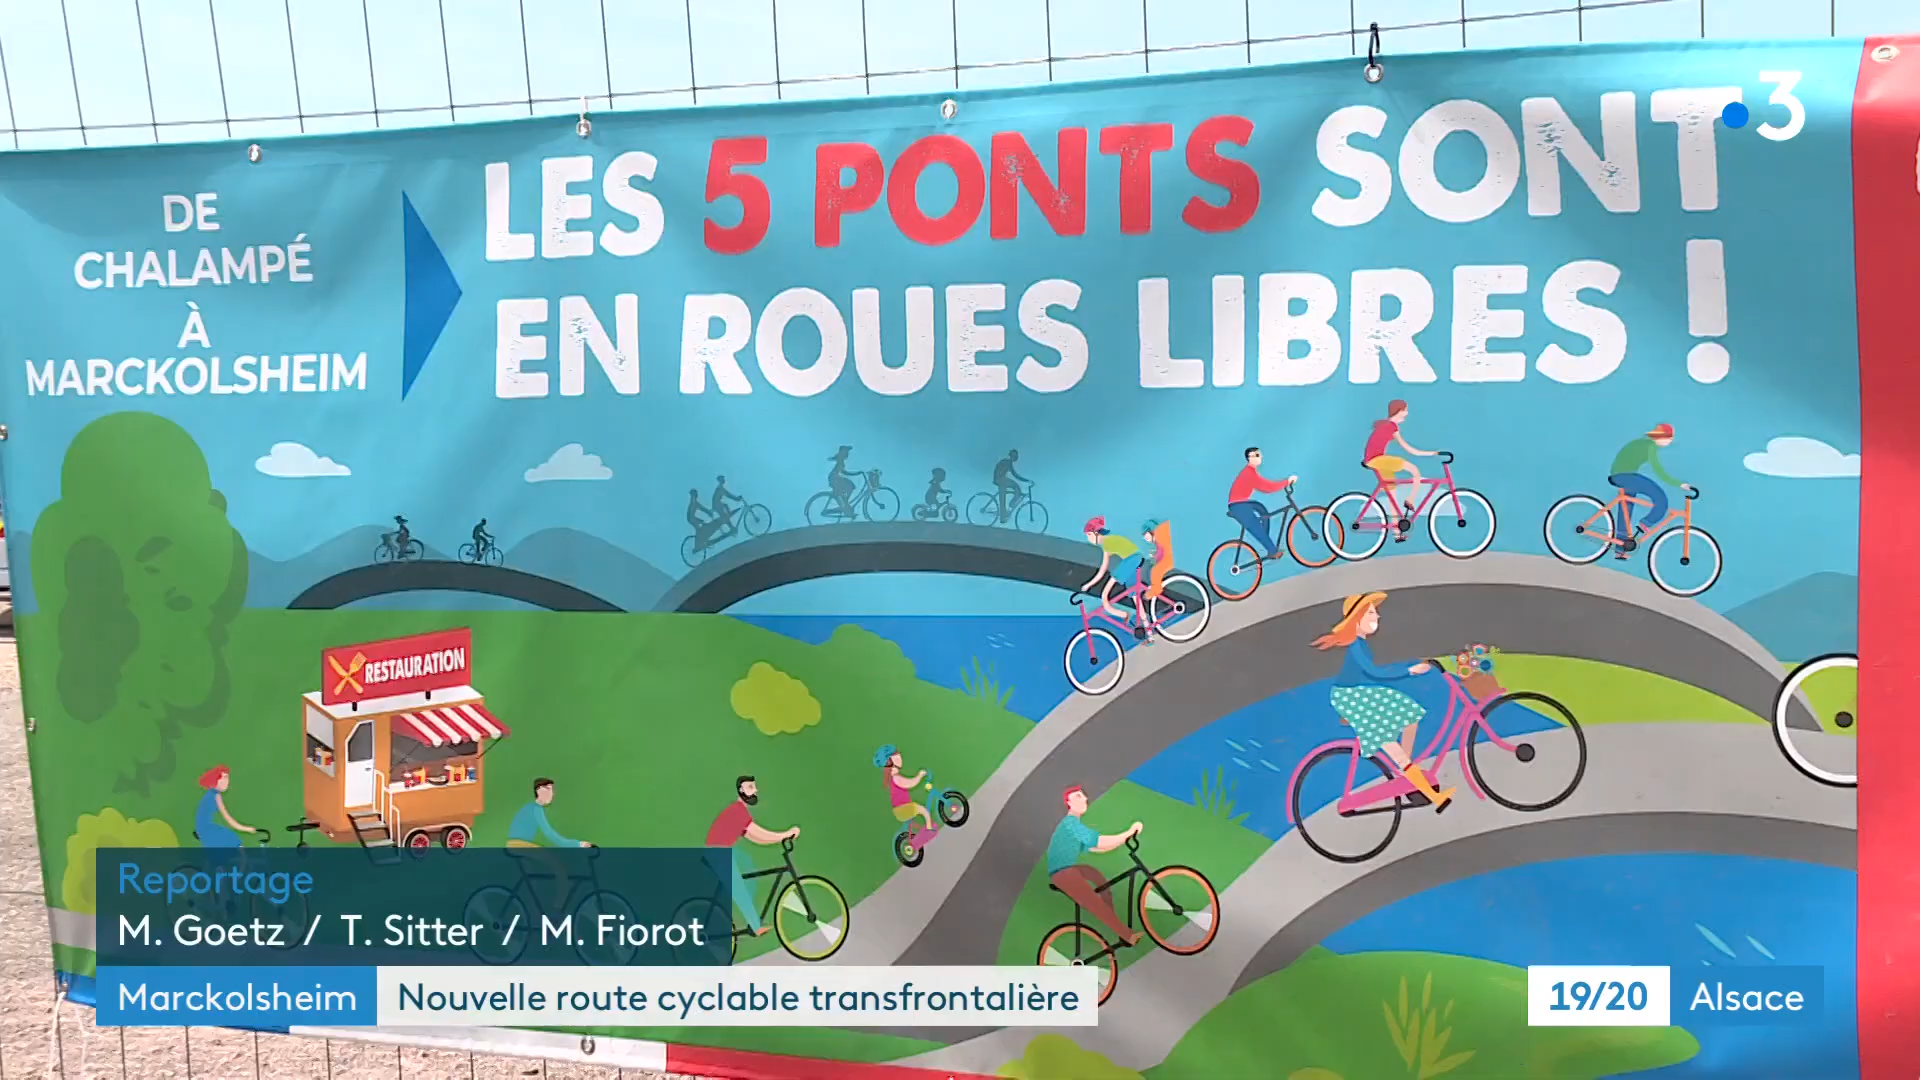 DE
CHALAMPÉ
À
MARCKOLSHEIM
LES 5 PONTS SONT
EN ROUES LIBRES !
3
RESTAURATION
Reportage
M. Goetz / T. Sitter / M. Fiorot
Marckolsheim
Nouvelle route cyclable transfrontalière
19/20 Alsace